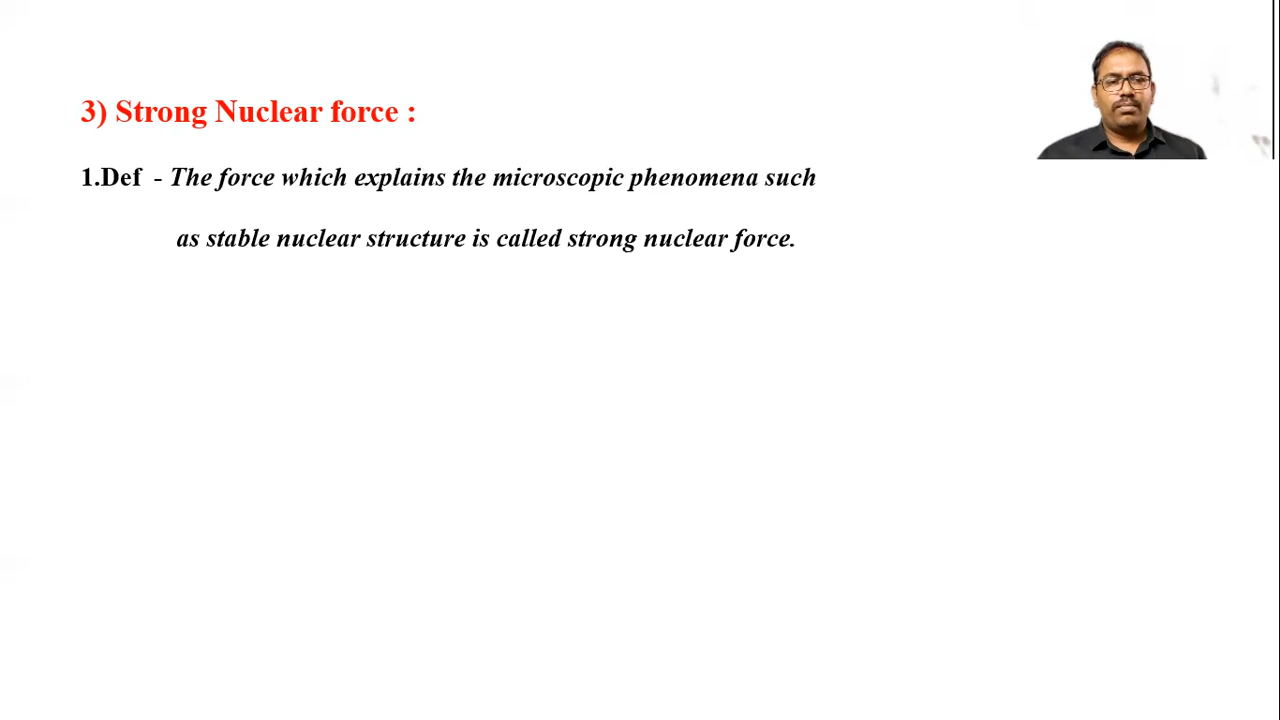 3) Strong Nuclear force :
1.Def - The force which explains the microscopic phenomena such
as stable nuclear structure is called strong nuclear force.